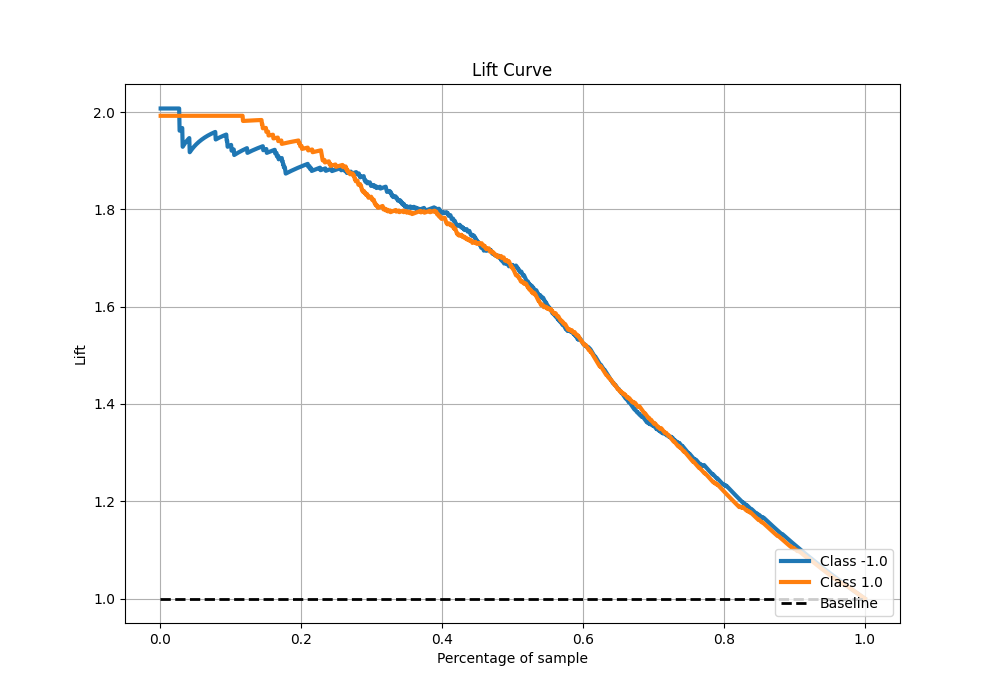 Lift Curve
Lift
2.0
1.8
1.6
1.4
1.2
1.0
0.0 0.2 0.4 0.6 0.8 1.0
Percentage of sample
Class -1.0
Class 1.0
Baseline